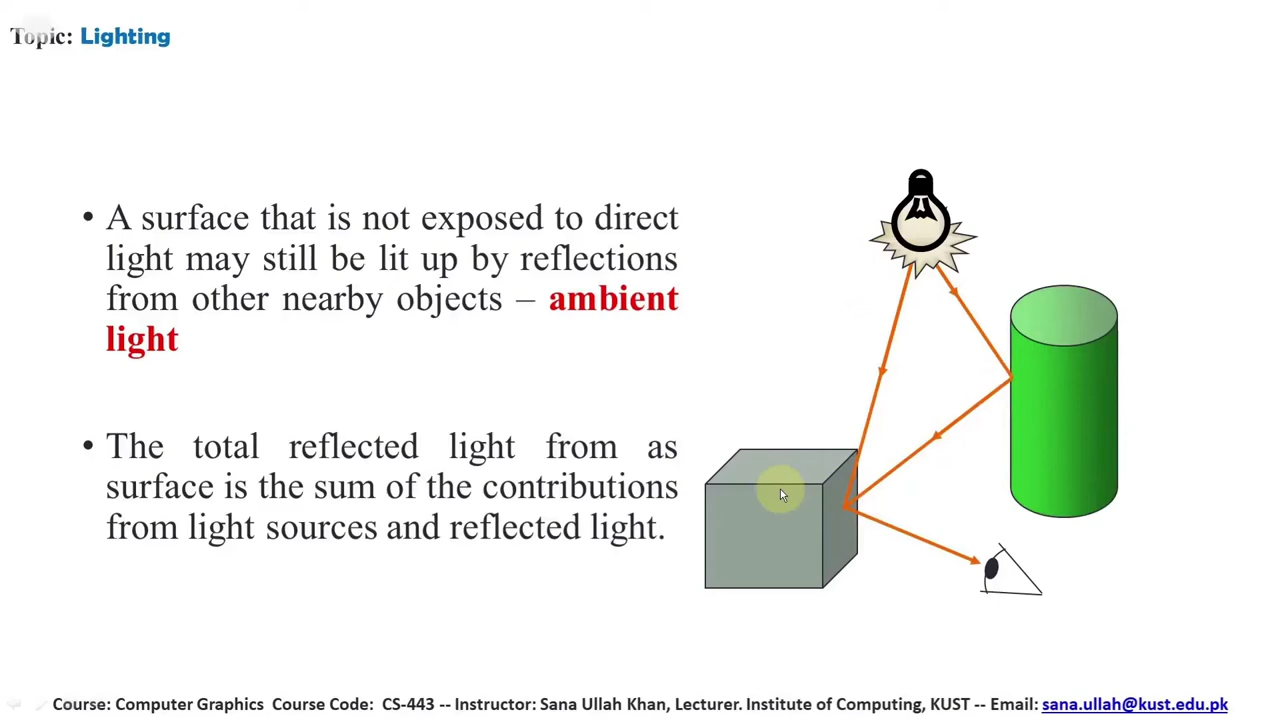 Topic: Lighting
• A surface that is not exposed to direct
light may still be lit up by reflections
from other nearby objects – ambient
light
• The total reflected light from as
surface is the sum of the contributions
from light sources and reflected light.
Course: Computer Graphics Course Code: CS-443 -- Instructor: Sana Ullah Khan, Lecturer. Institute of Computing, KUST -- Email: sana.ullah@kust.edu.pk